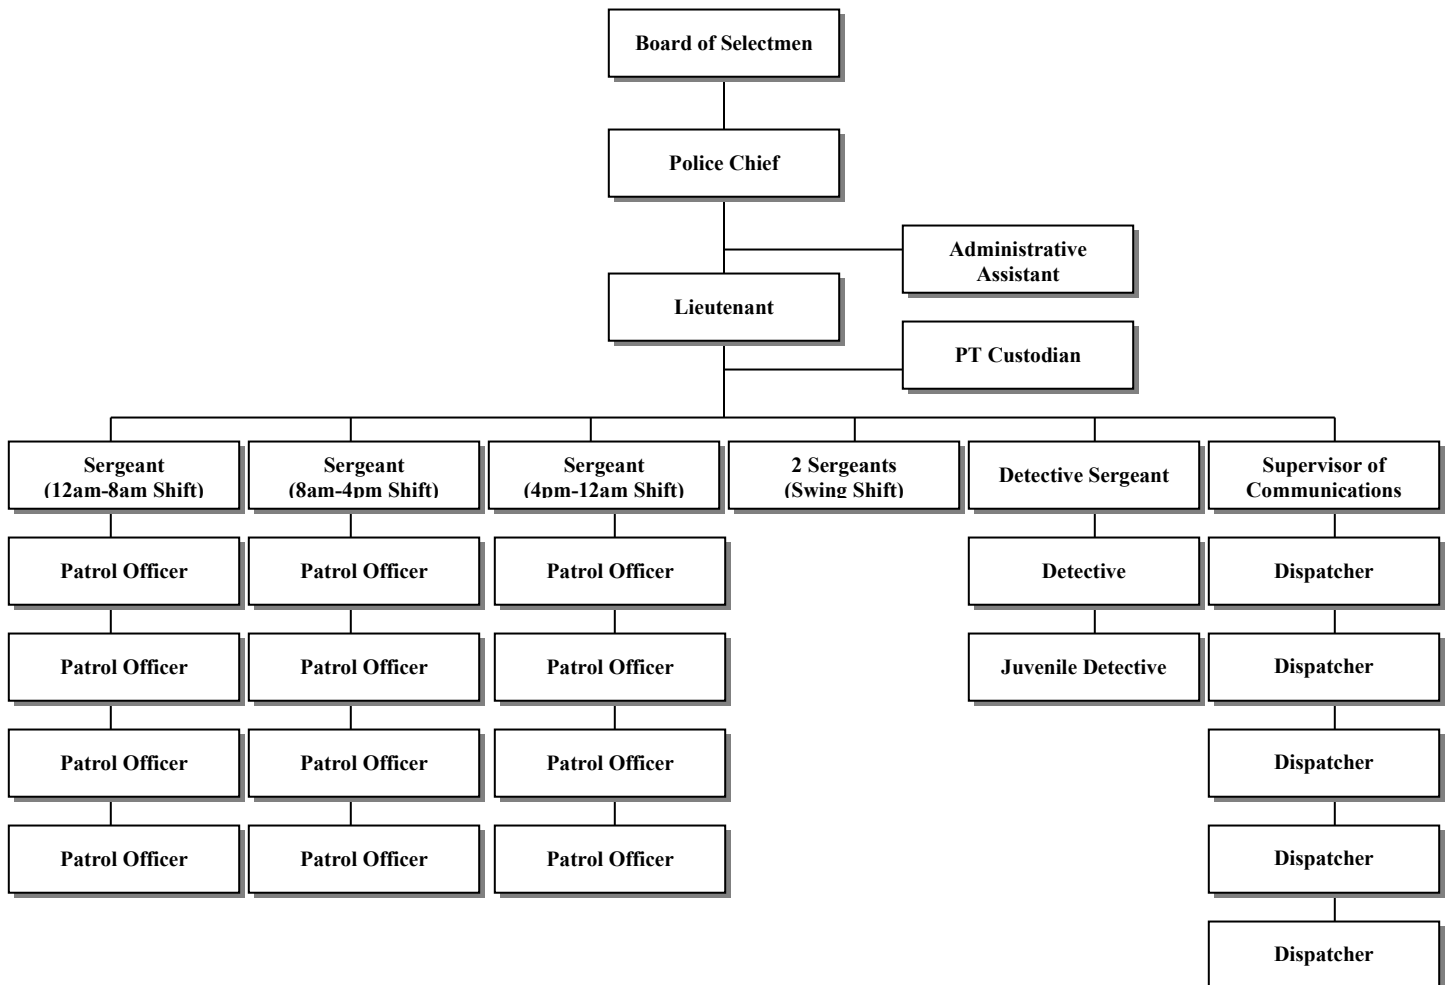 Board of Selectmen
Police Chief
Administrative
Assistant
Lieutenant
PT Custodian
Sergeant
(12am-8am Shift)
Sergeant
(8am-4pm Shift)
Sergeant
(4pm-12am Shift)
2 Sergeants
(Swing Shift)
Detective Sergeant
Supervisor of
Communications
Patrol Officer
Patrol Officer
Patrol Officer
Detective
Dispatcher
Patrol Officer
Patrol Officer
Patrol Officer
Juvenile Detective
Dispatcher
Patrol Officer
Patrol Officer
Patrol Officer
Dispatcher
Patrol Officer
Patrol Officer
Patrol Officer
Dispatcher
Dispatcher